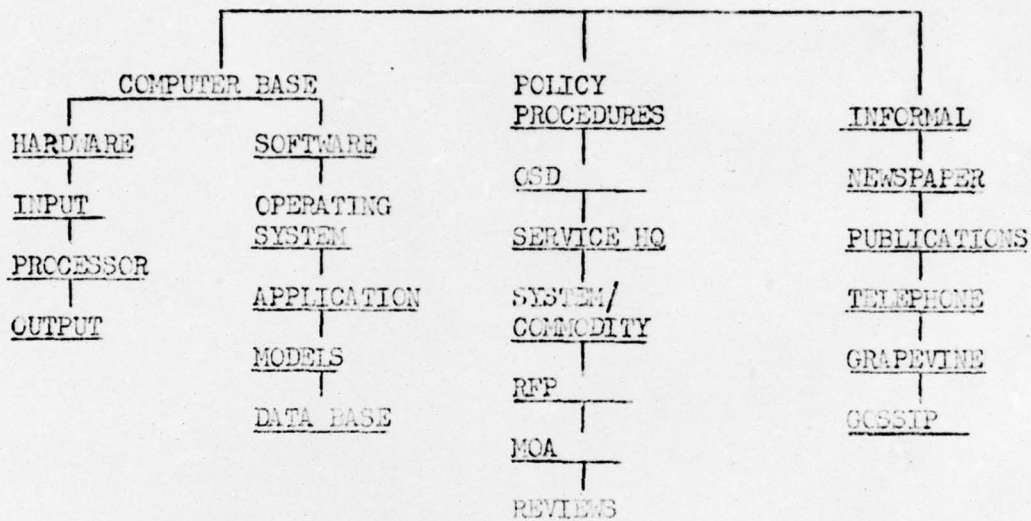 COMPUTER BASE
HARDWARE
INPUT
PROCESSOR
OUTPUT
SOFTWARE
OPERATING
SYSTEM
APPLICATION
MODELS
DATA BASE
POLICY
PROCEDURES
OSD
SERVICE HQ
SYSTEM/
COMMODITY
RFP
MOA
REVIEWS
INFORMAL
NEWSPAPER
PUBLICATIONS
TELEPHONE
GRAPEVINE
GOSSIP